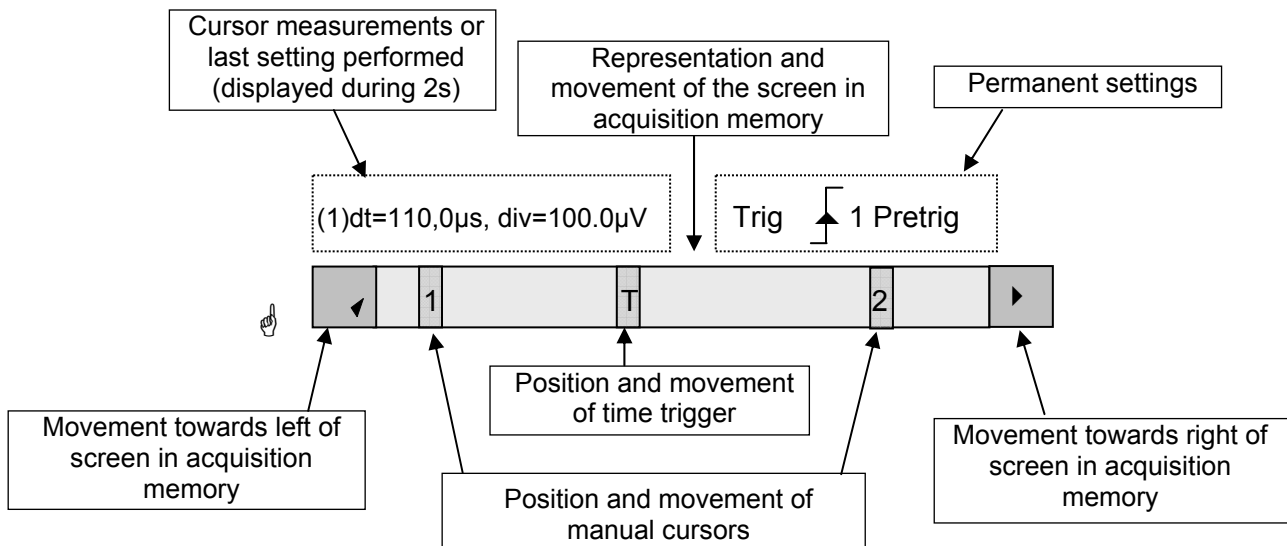 Cursor measurements or
last setting performed
(displayed during 2s)
Representation and
movement of the screen in
acquisition memory
Permanent settings
(1)dt=110,0µs, div=100.0µV
Trig 1 Pretrig
1
T
2
Position and movement
of time trigger
Movement towards left of
screen in acquisition
memory
Position and movement of
manual cursors
Movement towards right of
screen in acquisition
memory